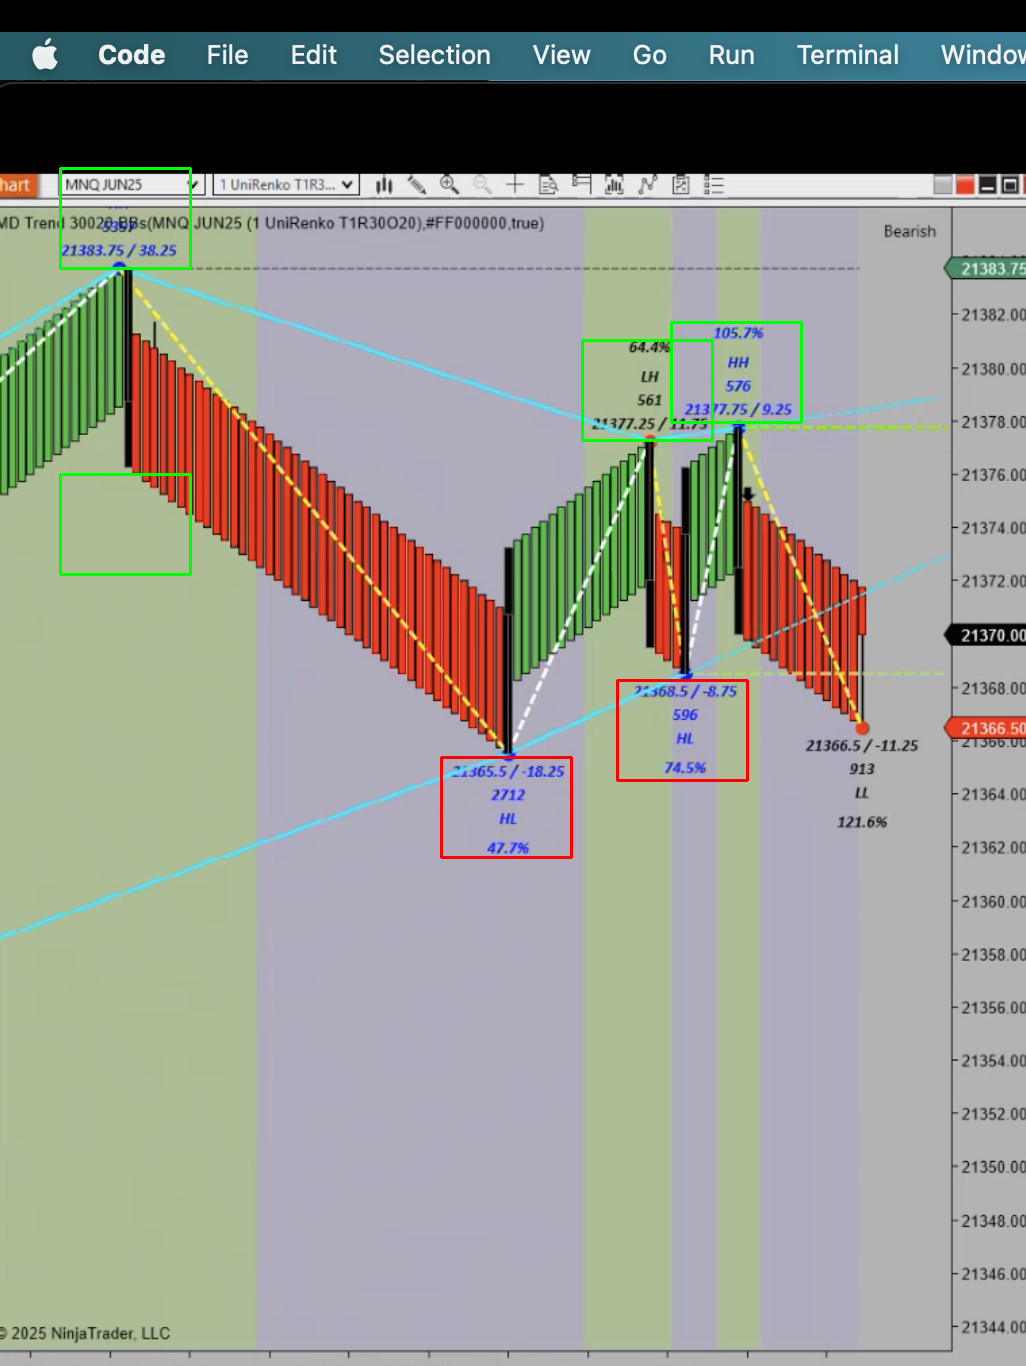 Code File Edit Selection View Go Run Terminal Window
hart MNQ JUN25 1 UniRenko T1R3...
MD Trend 30020 BBs(MNQ JUN25 (1 UniRenko T1R30O20),#FF000000,true)
Bearish
5357
21383.75 / 38.25
64.4%
LH
561
21377.25 / 11.75
105.7%
HH
576
21377.75 / 9.25
21365.5 / -18.25
2712
HL
47.7%
21368.5 / -8.75
596
HL
74.5%
21366.5 / -11.25
913
LL
121.6%
21383.75
21382.00
21380.00
21378.00
21376.00
21374.00
21372.00
21370.00
21368.00
21366.50
21366.00
21364.00
21362.00
21360.00
21358.00
21356.00
21354.00
21352.00
21350.00
21348.00
21346.00
21344.00
© 2025 NinjaTrader, LLC